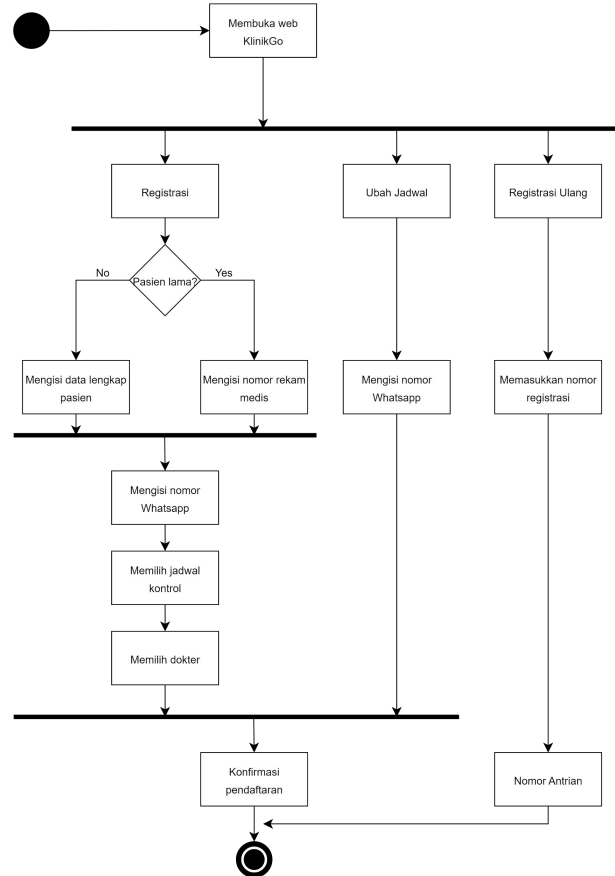 Membuka web
KlinikGo
Registrasi
Ubah Jadwal
Registrasi Ulang
No
Pasien lama?
Yes
Mengisi data lengkap
pasien
Mengisi nomor rekam
medis
Mengisi nomor
Whatsapp
Memasukkan nomor
registrasi
Mengisi nomor
Whatsapp
Memilih jadwal
kontrol
Memilih dokter
Konfirmasi
pendaftaran
Nomor Antrian